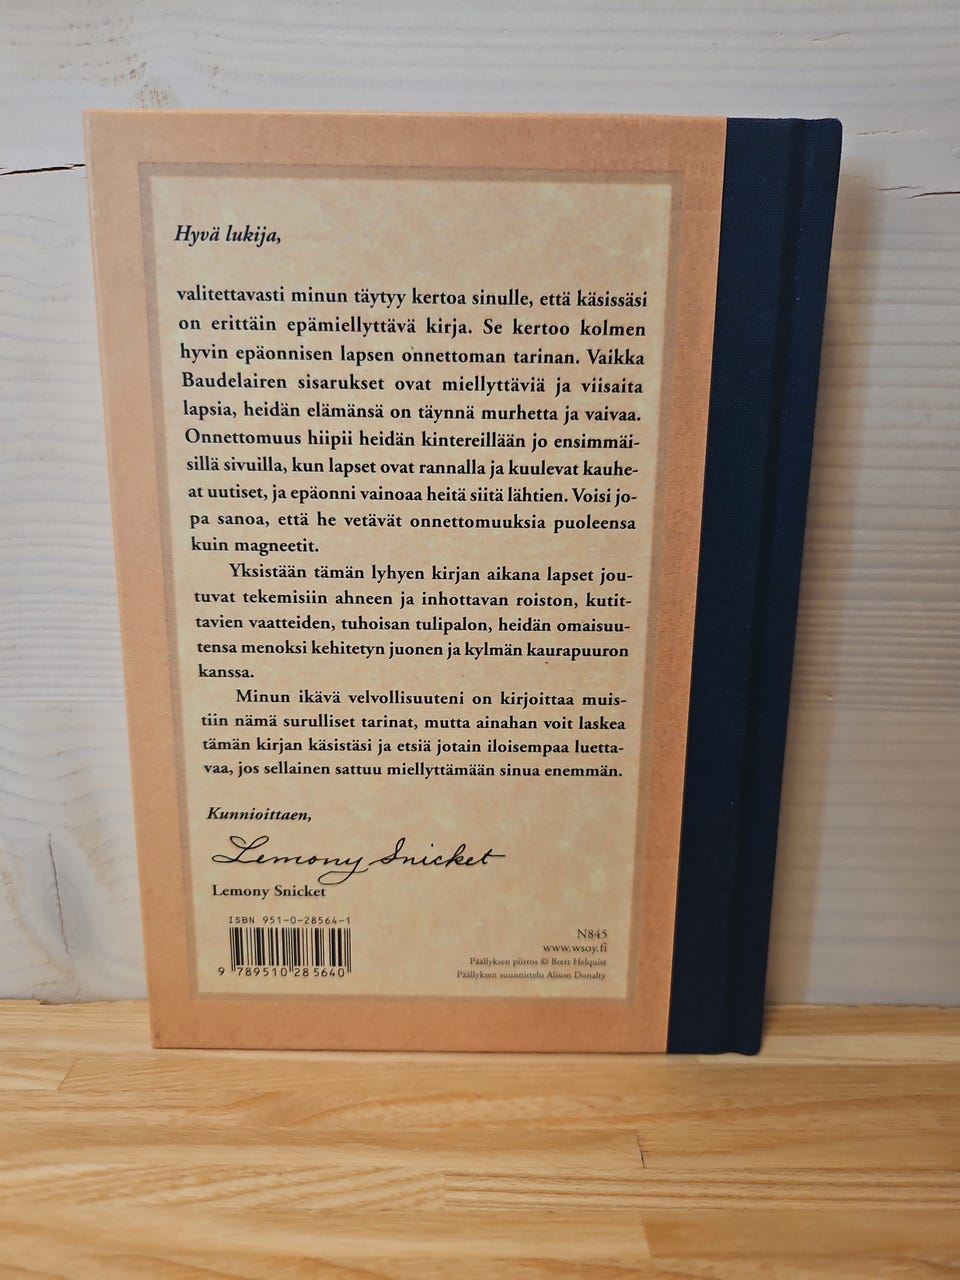 Hyvä lukija,
valitettavasti minun täytyy kertoa sinulle, että käsissäsi
on erittäin epämiellyttävä kirja. Se kertoo kolmen
hyvin epäonnisen lapsen onnettoman tarinan. Vaikka
Baudelairen sisarukset ovat miellyttäviä ja viisaita
lapsia, heidän elämänsä on täynnä murhetta ja vaivaa.
Onnettomuus hiipii heidän kintereillään jo ensimmäi-
sillä sivuilla, kun lapset ovat rannalla ja kuulevat kauhe-
at uutiset, ja epäonni vainoaa heitä siitä lähtien. Voisi jo-
pa sanoa, että he vetävät onnettomuuksia puoleensa
kuin magneetit.
Yksistään tämän lyhyen kirjan aikana lapset jou-
tuvat tekemisiin ahneen ja inhottavan roiston, kutit-
tavien vaatteiden, tuhoisan tulipalon, heidän omaisuu-
tensa menoksi kehitetyn juonen ja kylmän kaurapuuron
kanssa.
Minun ikävä velvollisuuteni on kirjoittaa muis-
tiin nämä surulliset tarinat, mutta ainahan voit laskea
tämän kirjan käsistäsi ja etsiä jotain iloisempaa luetta-
vaa, jos sellainen sattuu miellyttämään sinua enemmän.
Kunnioittaen,
Lemony Snicket
Lemony Snicket
ISBN 951-0-28564-1
9 789510 285640
N845
www.wsoy.fi
Päällyksen piirros © Brett Helquist
Päällyksen suunnittelu Alison Donalty